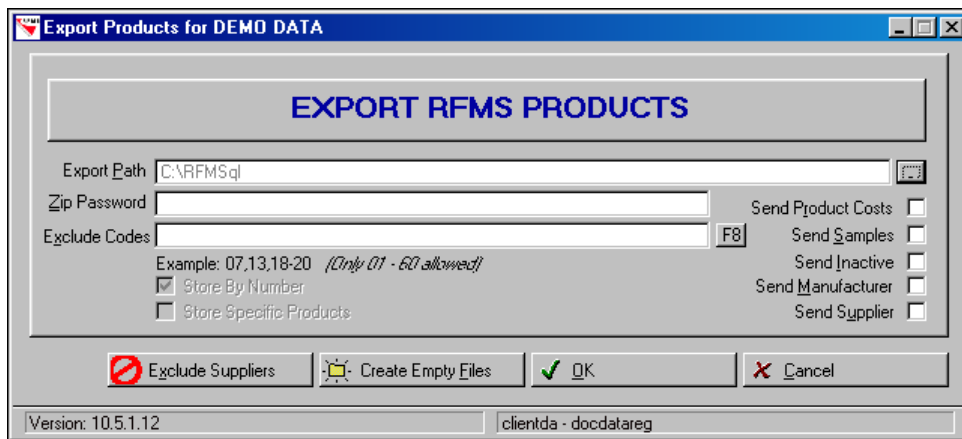 Export Products for DEMO DATA
EXPORT RFMS PRODUCTS
Export Path C:\RFMSql
Zip Password
Send Product Costs
Exclude Codes F8 Send Samples
Example: 07,13,18-20 (Only 01 - 60 allowed) Send Inactive
Store By Number Send Manufacturer
Store Specific Products Send Supplier
Exclude Suppliers Create Empty Files OK Cancel
Version: 10.5.1.12 clientda - docdatareg